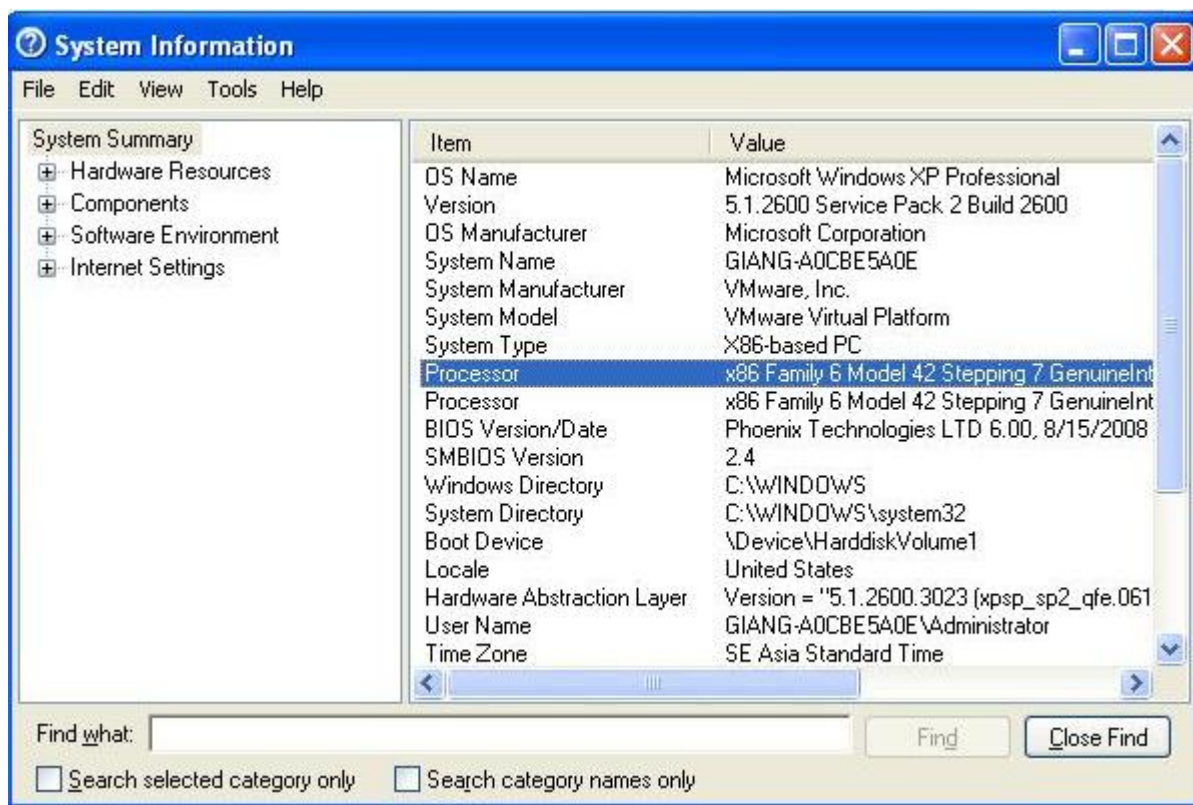 System Information
File Edit View Tools Help
System Summary
Hardware Resources
Components
Software Environment
Internet Settings
Item Value
OS Name Microsoft Windows XP Professional
Version 5.1.2600 Service Pack 2 Build 2600
OS Manufacturer Microsoft Corporation
System Name GIANG-A0CBE5A0E
System Manufacturer VMware, Inc.
System Model VMware Virtual Platform
System Type X86-based PC
Processor x86 Family 6 Model 42 Stepping 7 GenuineInt
Processor x86 Family 6 Model 42 Stepping 7 GenuineInt
BIOS Version/Date Phoenix Technologies LTD 6.00, 8/15/2008
SMBIOS Version 2.4
Windows Directory C:\WINDOWS
System Directory C:\WINDOWS\system32
Boot Device \Device\HarddiskVolume1
Locale United States
Hardware Abstraction Layer Version = "5.1.2600.3023 (xpsp_sp2_qfe.061
User Name GIANG-A0CBE5A0E\Administrator
Time Zone SE Asia Standard Time
Find what: Find Close Find
Search selected category only Search category names only